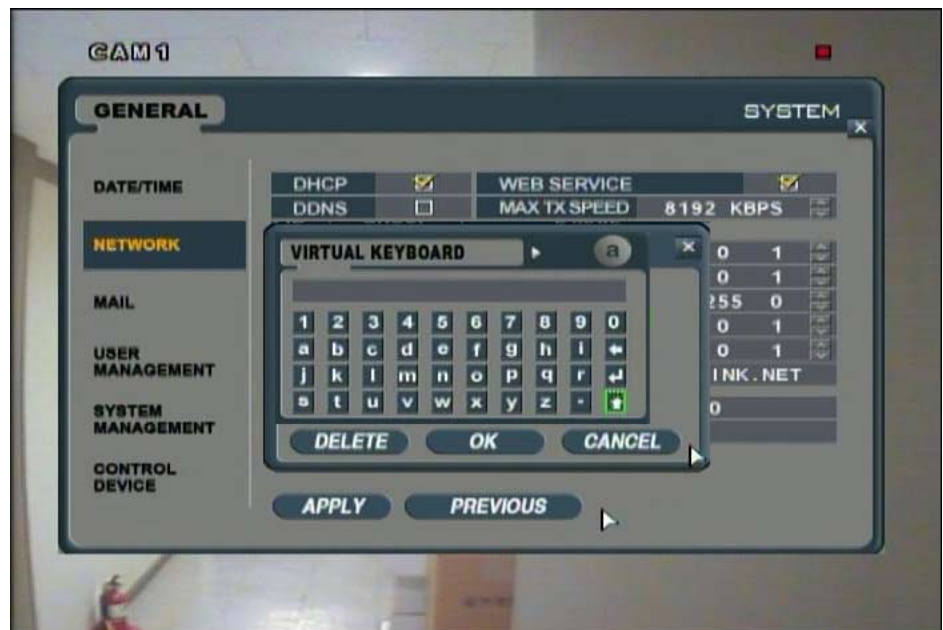 CAM 1
GENERAL
SYSTEM
DATE/TIME
NETWORK
MAIL
USER
MANAGEMENT
SYSTEM
MANAGEMENT
CONTROL
DEVICE
DHCP
WEB SERVICE
DDNS
MAX TX SPEED 8192 KBPS
VIRTUAL KEYBOARD
a
1 2 3 4 5 6 7 8 9 0
a b c d e f g h i
j k l m n o p q r
s t u v w x y z -
DELETE OK CANCEL
0 1
0 1
255 0
0 1
0 1
INK.NET
0
APPLY PREVIOUS